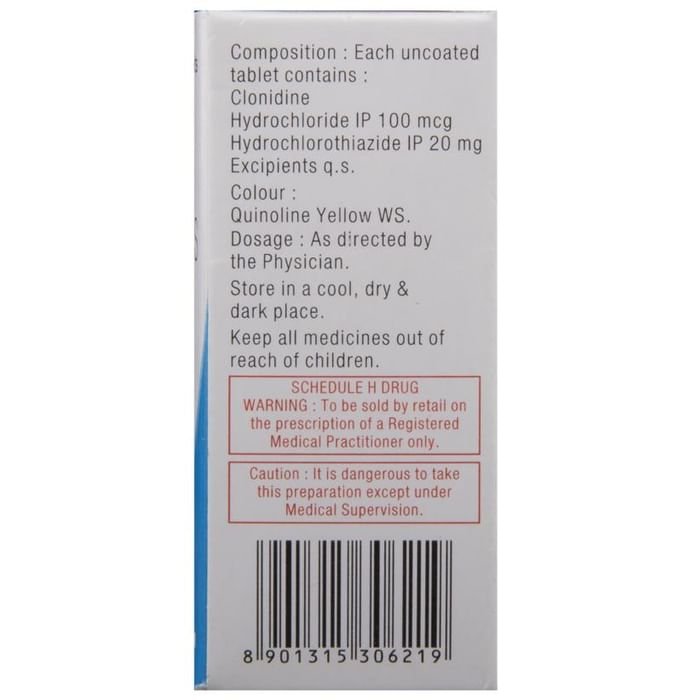 Composition : Each uncoated
tablet contains :
Clonidine
Hydrochloride IP 100 mcg
Hydrochlorothiazide IP 20 mg
Excipients q.s.
Colour :
Quinoline Yellow WS.
Dosage : As directed by
the Physician.
Store in a cool, dry &
dark place.
Keep all medicines out of
reach of children.
SCHEDULE H DRUG
WARNING : To be sold by retail on
the prescription of a Registered
Medical Practitioner only.
Caution : It is dangerous to take
this preparation except under
Medical Supervision.
8 901315 306219